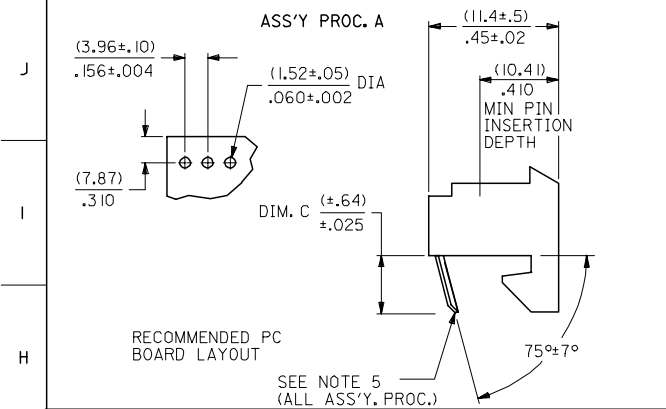 ASS'Y PROC. A
J
I
H
(3.96±.10)
.156±.004
(1.52±.05)
.060±.002
DIA
(7.87)
.310
RECOMMENDED PC
BOARD LAYOUT
(11.4±.5)
.45±.02
(10.41)
.410
MIN PIN
INSERTION
DEPTH
DIM. C
(±.64)
±.025
75°±7°
SEE NOTE 5
(ALL ASS'Y. PROC.)